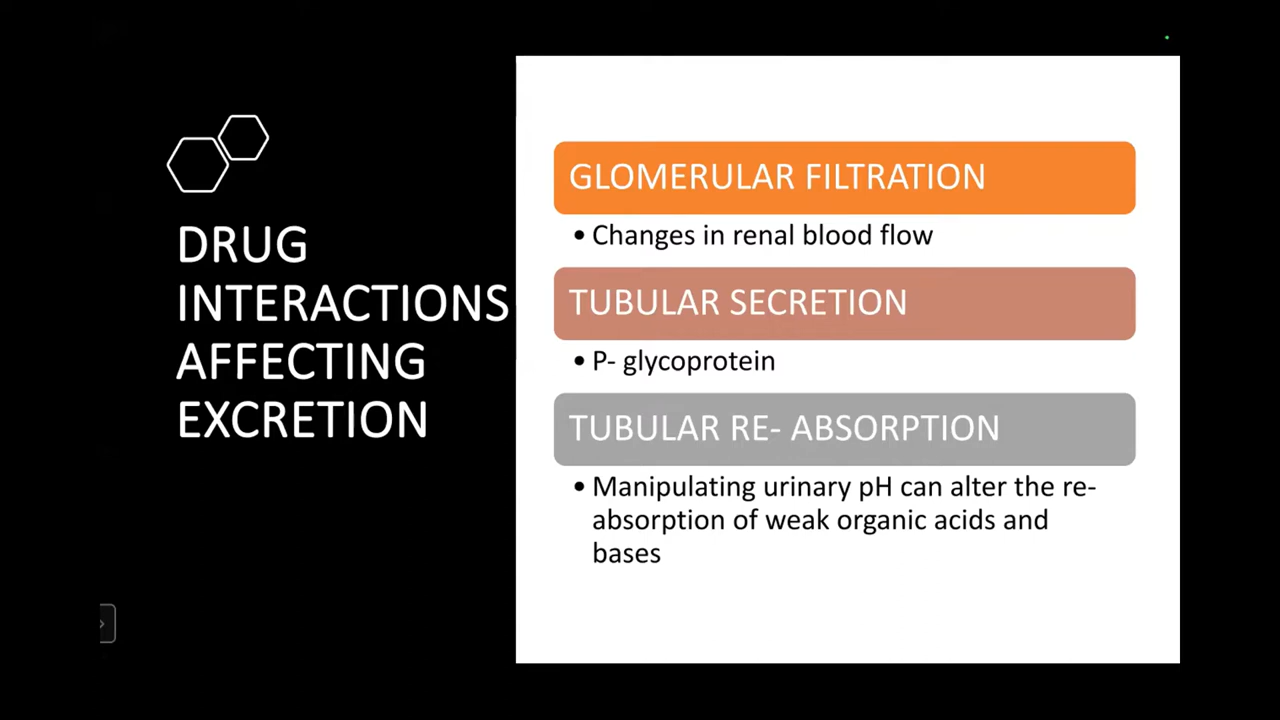 DRUG
INTERACTIONS
AFFECTING
EXCRETION
GLOMERULAR FILTRATION
• Changes in renal blood flow
TUBULAR SECRETION
• P- glycoprotein
TUBULAR RE- ABSORPTION
• Manipulating urinary pH can alter the re-
absorption of weak organic acids and
bases